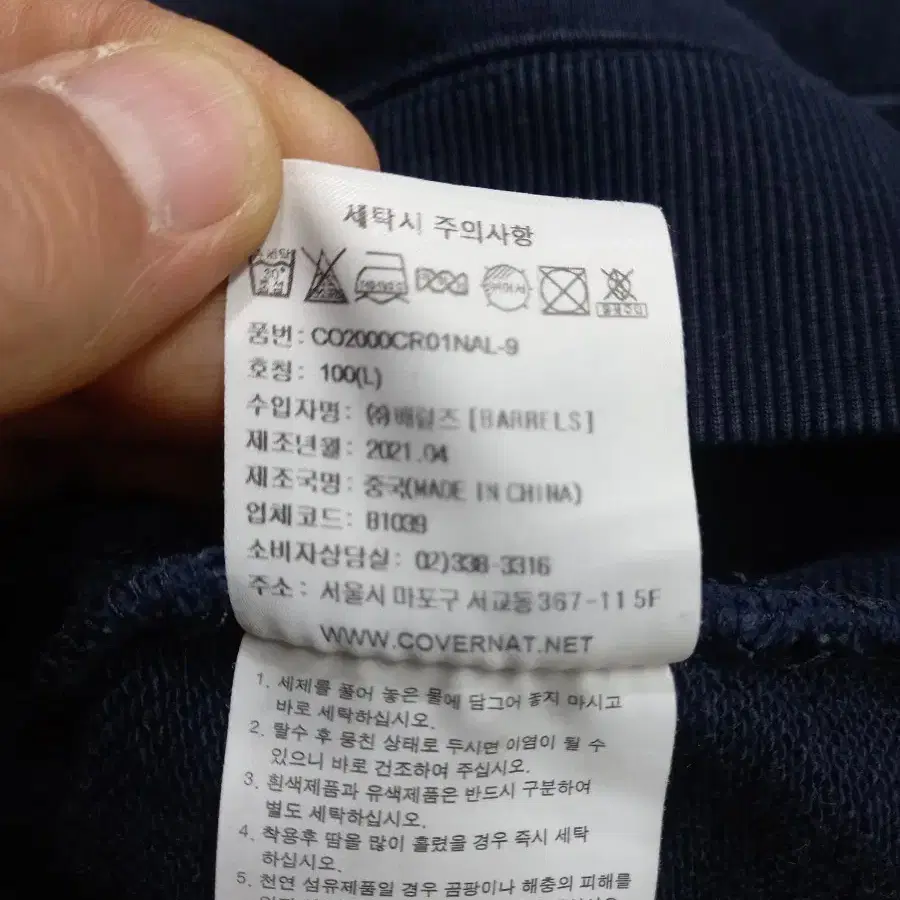 세탁시 주의사항
품번: CO2000CR01NAL-9
호칭: 100(L)
수입자명: ㈜배럴즈 [BARRELS]
제조년월: 2021.04
제조국명: 중국(MADE IN CHINA)
업체코드: B1039
소비자상담실: 02)338-3316
주소: 서울시 마포구 서교동367-11 5F
WWW.COVERNAT.NET
1. 세제를 풀어 놓은 물에 담그어 놓치 마시고
바로 세탁하십시오.
2. 탈수 후 뭉친 상태로 두시면 이염이 될 수
있으니 바로 건조하여 주십시오.
3. 흰색제품과 유색제품은 반드시 구분하여
별도 세탁하십시오.
4. 착용후 땀을 많이 흘렸을 경우 즉시 세탁
하십시오.
5. 천연 섬유제품일 경우 곰팡이나 해충의 피해를